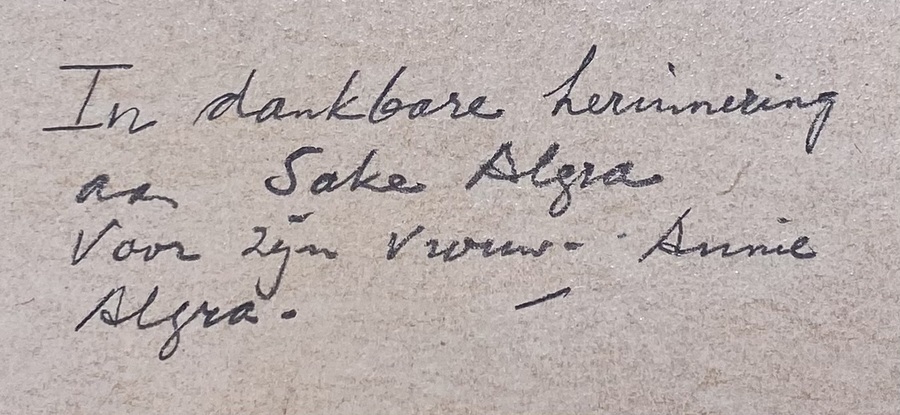 In dankbare herinnering
aan Sake Algra
Voor zijn vrouw - Annie
Algra. -